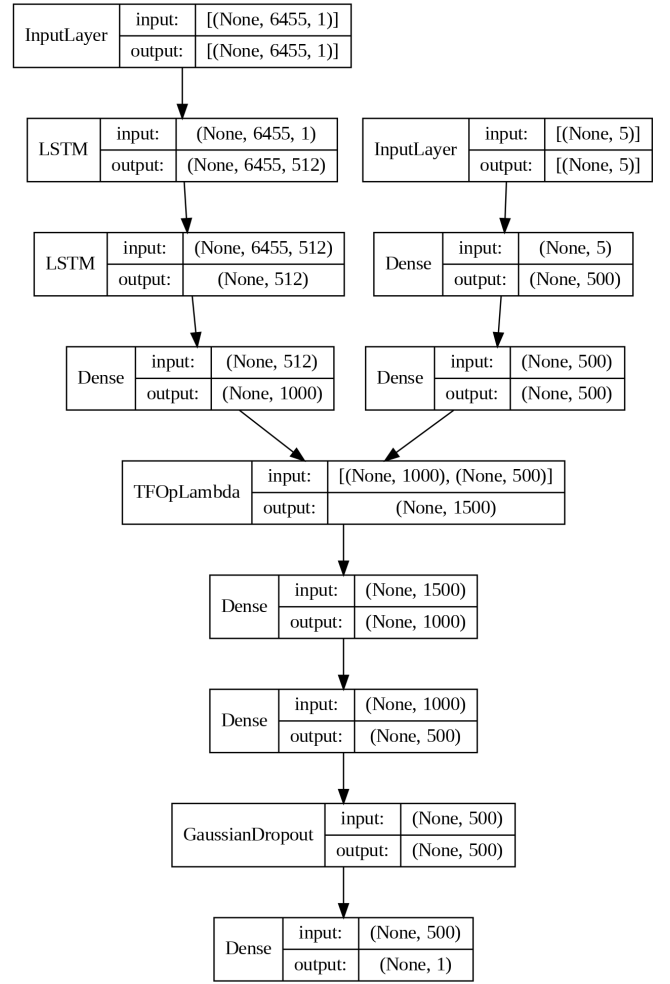 InputLayer input: [(None, 6455, 1)]
output: [(None, 6455, 1)]
LSTM input: (None, 6455, 1)
output: (None, 6455, 512)
InputLayer input: [(None, 5)]
output: [(None, 5)]
LSTM input: (None, 6455, 512)
output: (None, 512)
Dense input: (None, 5)
output: (None, 500)
Dense input: (None, 512)
output: (None, 1000)
Dense input: (None, 500)
output: (None, 500)
TFOpLambda input: [(None, 1000), (None, 500)]
output: (None, 1500)
Dense input: (None, 1500)
output: (None, 1000)
Dense input: (None, 1000)
output: (None, 500)
GaussianDropout input: (None, 500)
output: (None, 500)
Dense input: (None, 500)
output: (None, 1)